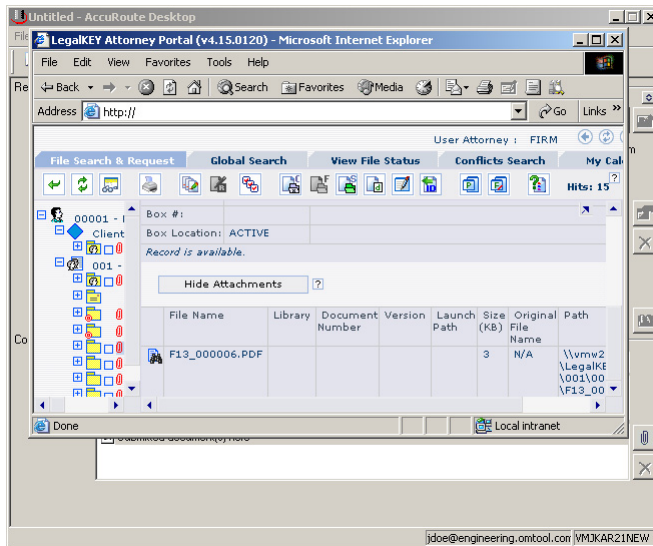 Untitled - AccuRoute Desktop
File
LegalKEY Attorney Portal (v4.15.0120) - Microsoft Internet Explorer
File Edit View Favorites Tools Help
Back Search Favorites Media
Address http:// Go Links »
User Attorney : FIRM
File Search & Request Global Search View File Status Conflicts Search My Cal
Hits: 15 ?
00001 -
Client
001 -
Box #:
Box Location: ACTIVE
Record is available.
Hide Attachments ?
File Name Library Document Number Version Launch Path Size (KB) Original File Name Path
F13_000006.PDF 3 N/A \\vmw2
\LegalKE
\001\00
\F13_00
Done Local intranet
Re
Co
jdoe@engineering.omtool.com VMJKAR21NEW